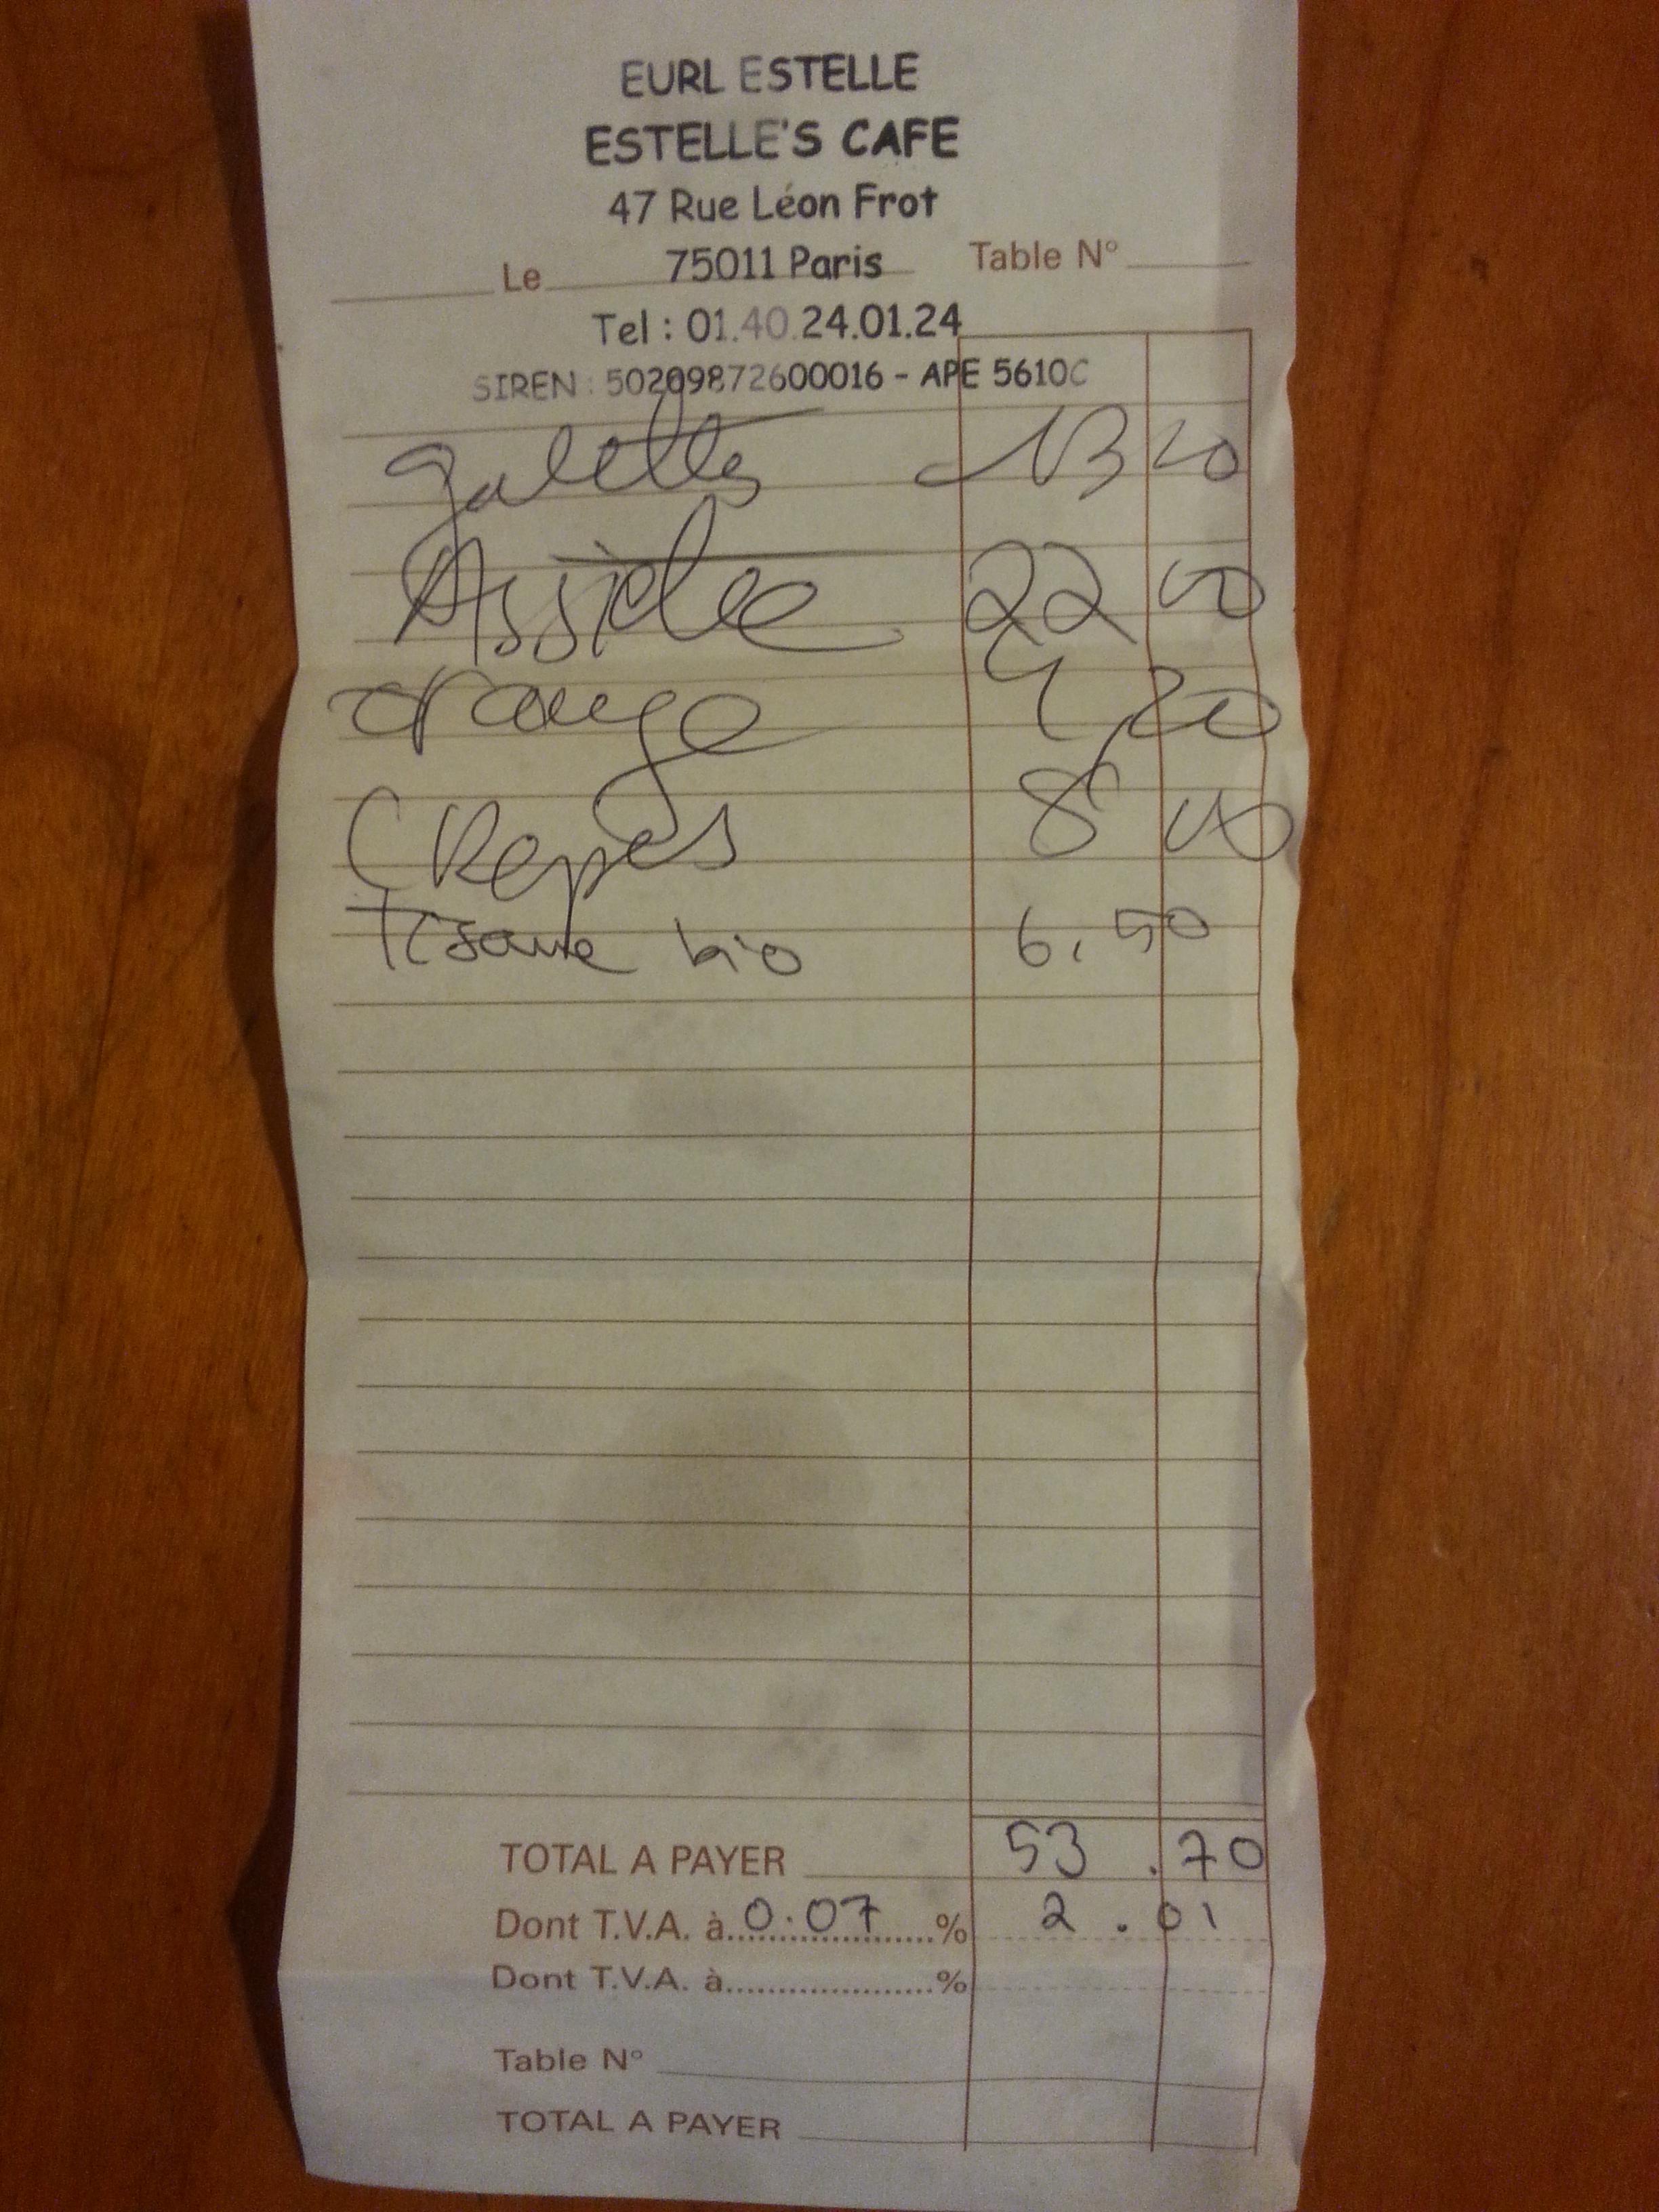 EURL ESTELLE
ESTELLE'S CAFE
47 Rue Léon Frot
Le 75011 Paris Table N°
Tel : 01.40.24.01.24
SIREN : 50209872600016 - APE 5610C
galettes 13 00
Assiette 22 00
orange 4,20
CRepes 8 00
Tisane bio 6,50
TOTAL A PAYER 53.70
Dont T.V.A. à 0.07 % 2.01
Dont T.V.A. à....................%
Table N°
TOTAL A PAYER